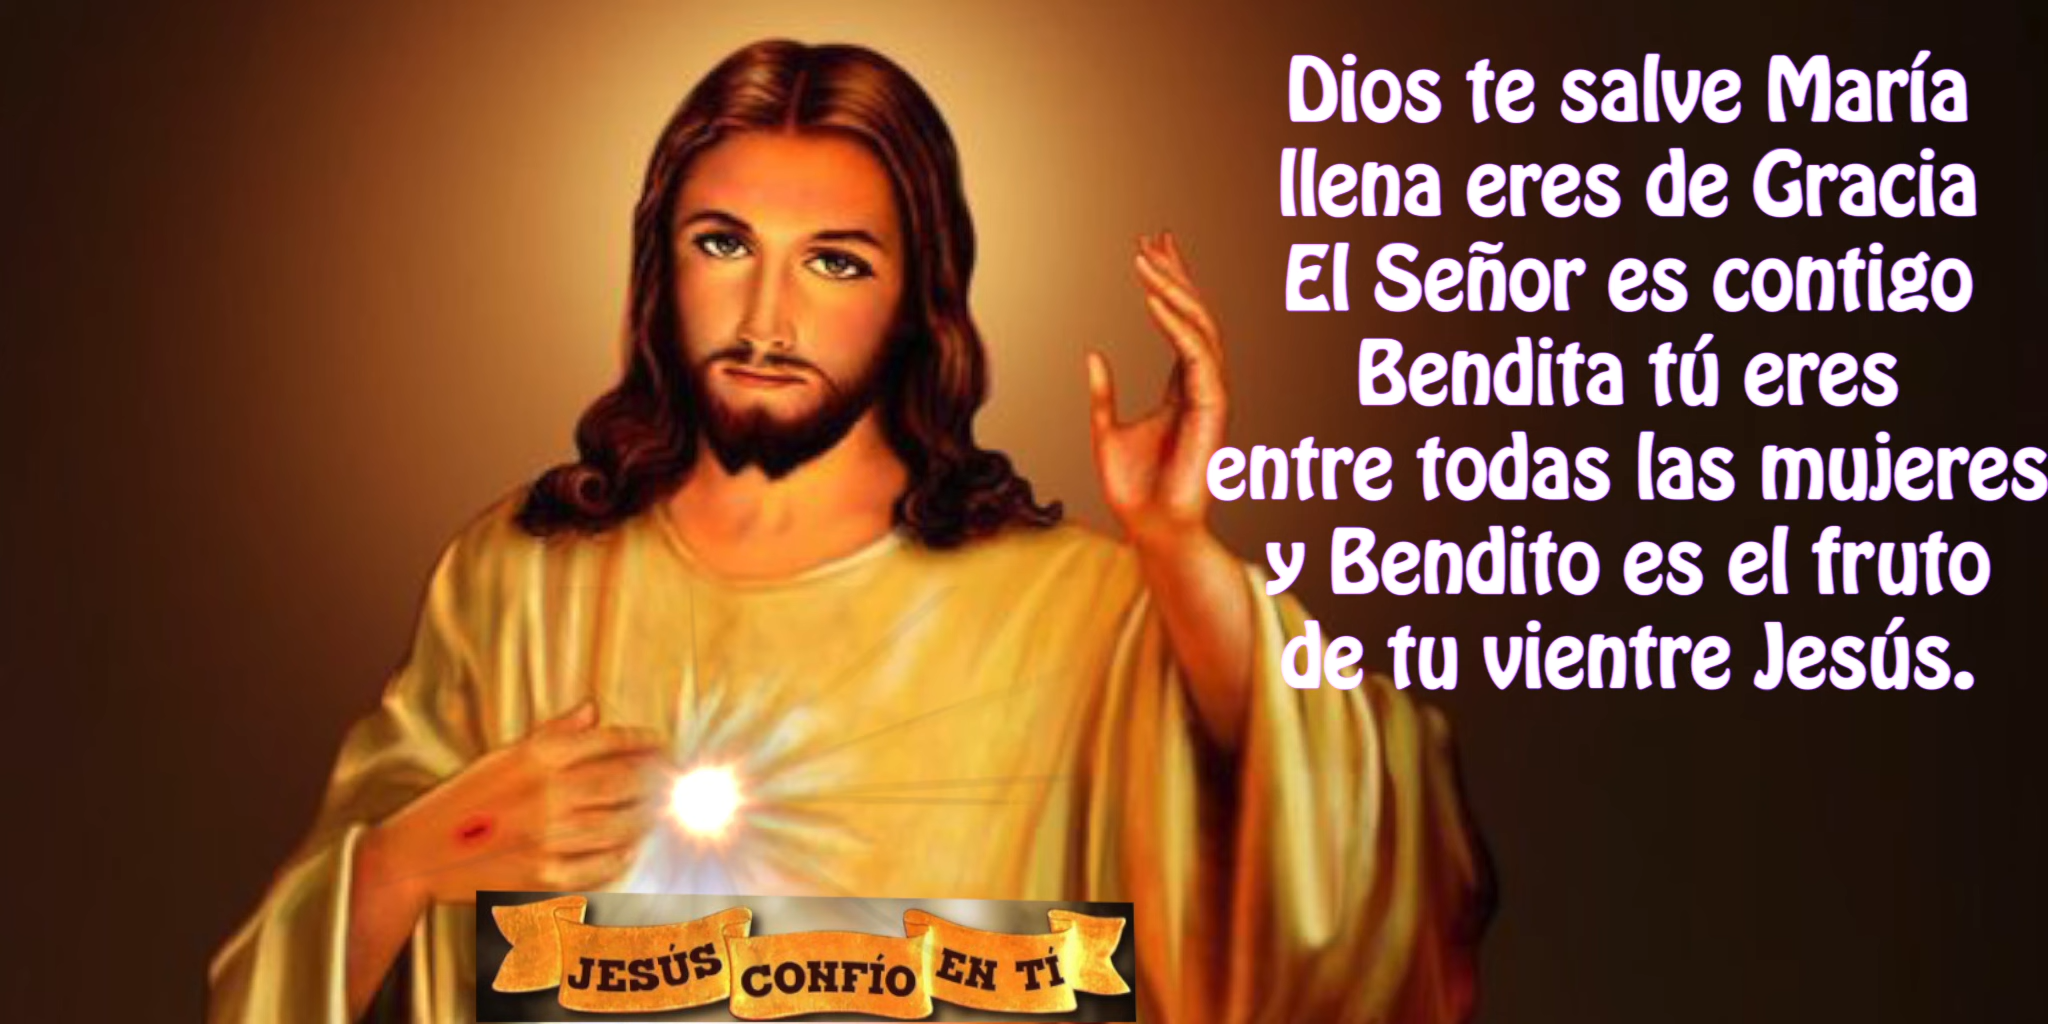 Dios te salve María
llena eres de Gracia
El Señor es contigo
Bendita tú eres
entre todas las mujeres
y Bendito es el fruto
de tu vientre Jesús.
JESÚS CONFÍO EN TÍ